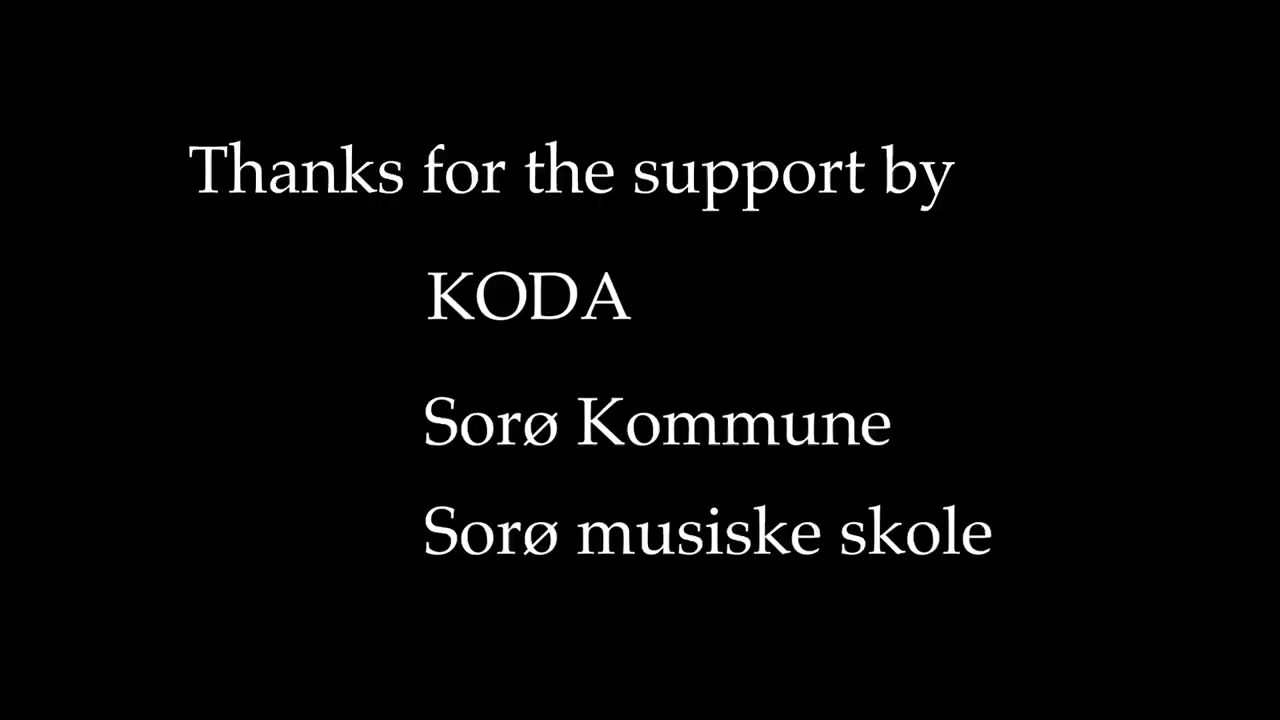 Thanks for the support by
KODA
Sorø Kommune
Sorø musiske skole